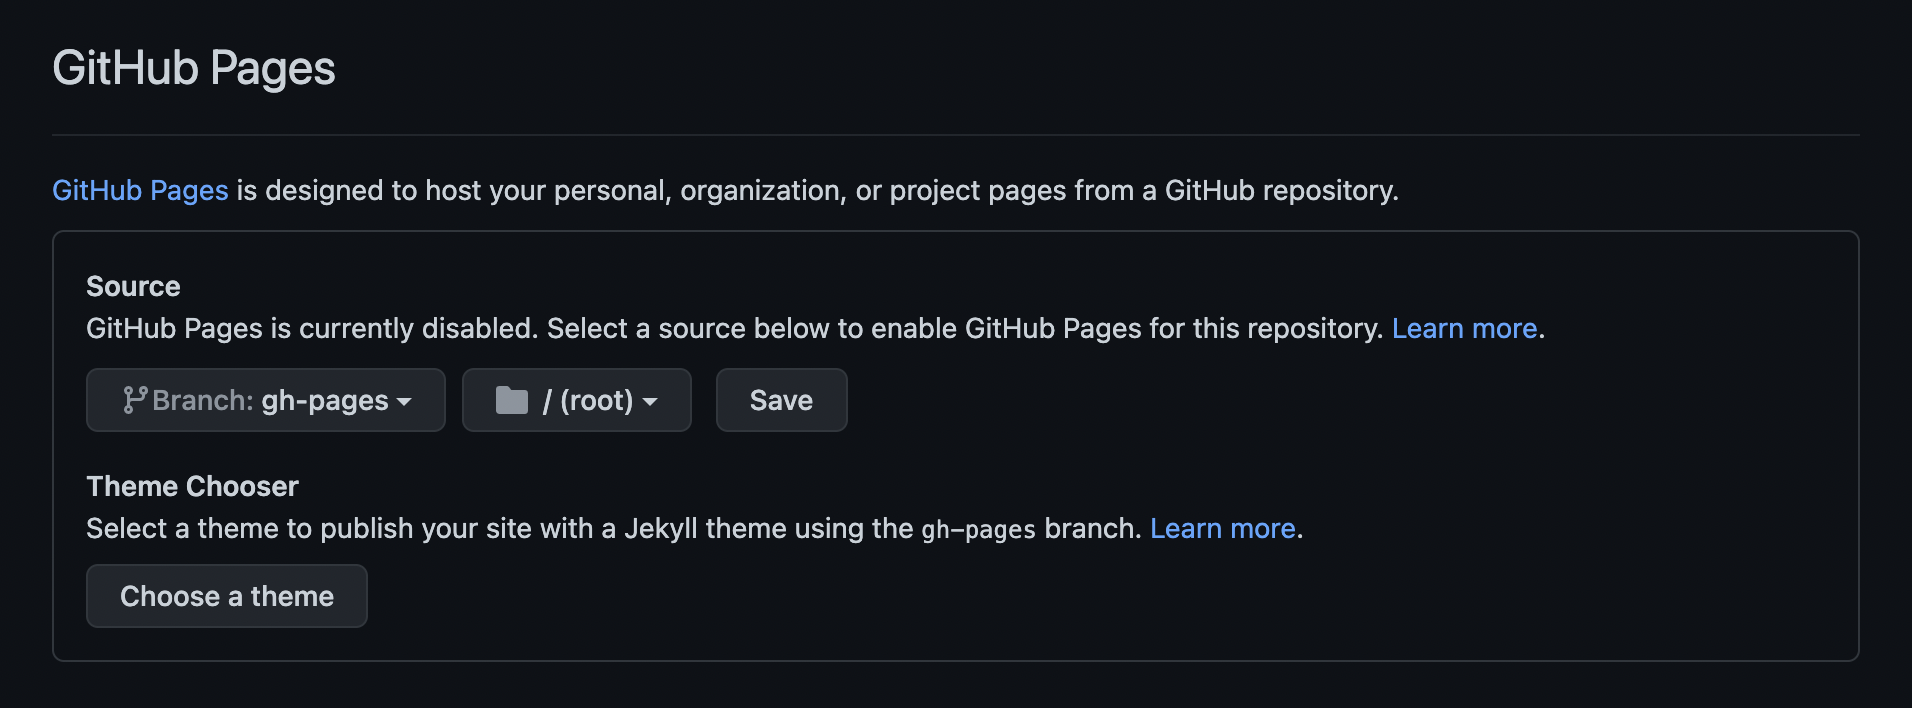 GitHub Pages
GitHub Pages is designed to host your personal, organization, or project pages from a GitHub repository.
Source
GitHub Pages is currently disabled. Select a source below to enable GitHub Pages for this repository. Learn more.
Branch: gh-pages / (root) Save
Theme Chooser
Select a theme to publish your site with a Jekyll theme using the gh-pages branch. Learn more.
Choose a theme